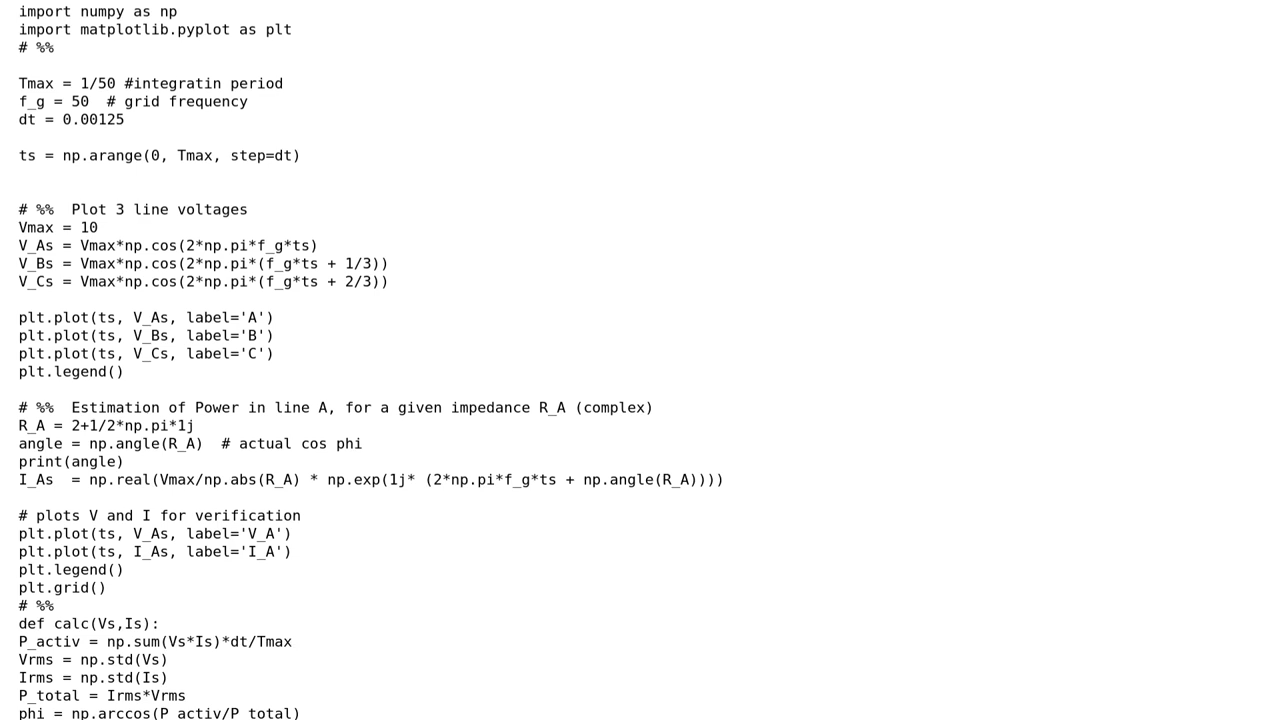 import numpy as np
import matplotlib.pyplot as plt
# %%
Tmax = 1/50 #integratin period
f_g = 50  # grid frequency
dt = 0.00125
ts = np.arange(0, Tmax, step=dt)
# %%  Plot 3 line voltages
Vmax = 10
V_As = Vmax*np.cos(2*np.pi*f_g*ts)
V_Bs = Vmax*np.cos(2*np.pi*(f_g*ts + 1/3))
V_Cs = Vmax*np.cos(2*np.pi*(f_g*ts + 2/3))
plt.plot(ts, V_As, label='A')
plt.plot(ts, V_Bs, label='B')
plt.plot(ts, V_Cs, label='C')
plt.legend()
# %%  Estimation of Power in line A, for a given impedance R_A (complex)
R_A = 2+1/2*np.pi*1j
angle = np.angle(R_A)  # actual cos phi
print(angle)
I_As  = np.real(Vmax/np.abs(R_A) * np.exp(1j* (2*np.pi*f_g*ts + np.angle(R_A))))
# plots V and I for verification
plt.plot(ts, V_As, label='V_A')
plt.plot(ts, I_As, label='I_A')
plt.legend()
plt.grid()
# %%
def calc(Vs,Is):
P_activ = np.sum(Vs*Is)*dt/Tmax
Vrms = np.std(Vs)
Irms = np.std(Is)
P_total = Irms*Vrms
phi = np.arccos(P_activ/P_total)